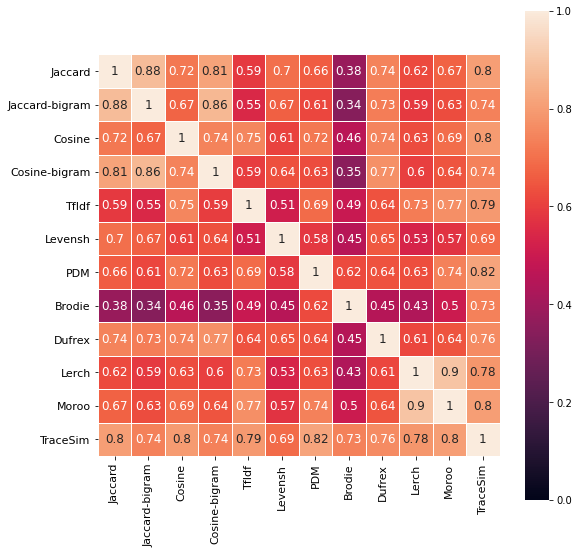 1.0
Jaccard 1 0.88 0.72 0.81 0.59 0.7 0.66 0.38 0.74 0.62 0.67 0.8
Jaccard-bigram 0.88 1 0.67 0.86 0.55 0.67 0.61 0.34 0.73 0.59 0.63 0.74
0.8
Cosine 0.72 0.67 1 0.74 0.75 0.61 0.72 0.46 0.74 0.63 0.69 0.8
Cosine-bigram 0.81 0.86 0.74 1 0.59 0.64 0.63 0.35 0.77 0.6 0.64 0.74
TfIdf 0.59 0.55 0.75 0.59 1 0.51 0.69 0.49 0.64 0.73 0.77 0.79
0.6
Levensh 0.7 0.67 0.61 0.64 0.51 1 0.58 0.45 0.65 0.53 0.57 0.69
PDM 0.66 0.61 0.72 0.63 0.69 0.58 1 0.62 0.64 0.63 0.74 0.82
Brodie 0.38 0.34 0.46 0.35 0.49 0.45 0.62 1 0.45 0.43 0.5 0.73
0.4
Dufrex 0.74 0.73 0.74 0.77 0.64 0.65 0.64 0.45 1 0.61 0.64 0.76
Lerch 0.62 0.59 0.63 0.6 0.73 0.53 0.63 0.43 0.61 1 0.9 0.78
Moroo 0.67 0.63 0.69 0.64 0.77 0.57 0.74 0.5 0.64 0.9 1 0.8
0.2
TraceSim 0.8 0.74 0.8 0.74 0.79 0.69 0.82 0.73 0.76 0.78 0.8 1
0.0
Jaccard
Jaccard-bigram
Cosine
Cosine-bigram
TfIdf
Levensh
PDM
Brodie
Dufrex
Lerch
Moroo
TraceSim